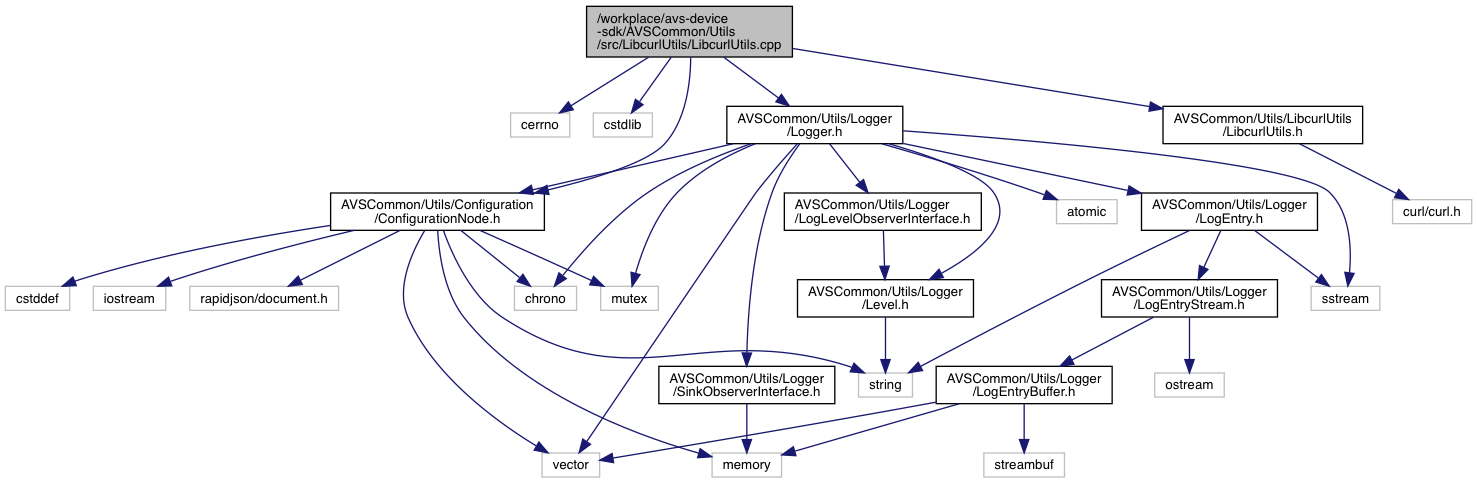 /workplace/avs-device
-sdk/AVSCommon/Utils
/src/LibcurlUtils/LibcurlUtils.cpp
cerrno
cstdlib
AVSCommon/Utils/Logger
/Logger.h
AVSCommon/Utils/LibcurlUtils
/LibcurlUtils.h
AVSCommon/Utils/Configuration
/ConfigurationNode.h
AVSCommon/Utils/Logger
/LogLevelObserverInterface.h
atomic
AVSCommon/Utils/Logger
/LogEntry.h
curl/curl.h
cstddef
iostream
rapidjson/document.h
chrono
mutex
AVSCommon/Utils/Logger
/Level.h
AVSCommon/Utils/Logger
/LogEntryStream.h
sstream
AVSCommon/Utils/Logger
/SinkObserverInterface.h
string
AVSCommon/Utils/Logger
/LogEntryBuffer.h
ostream
vector
memory
streambuf